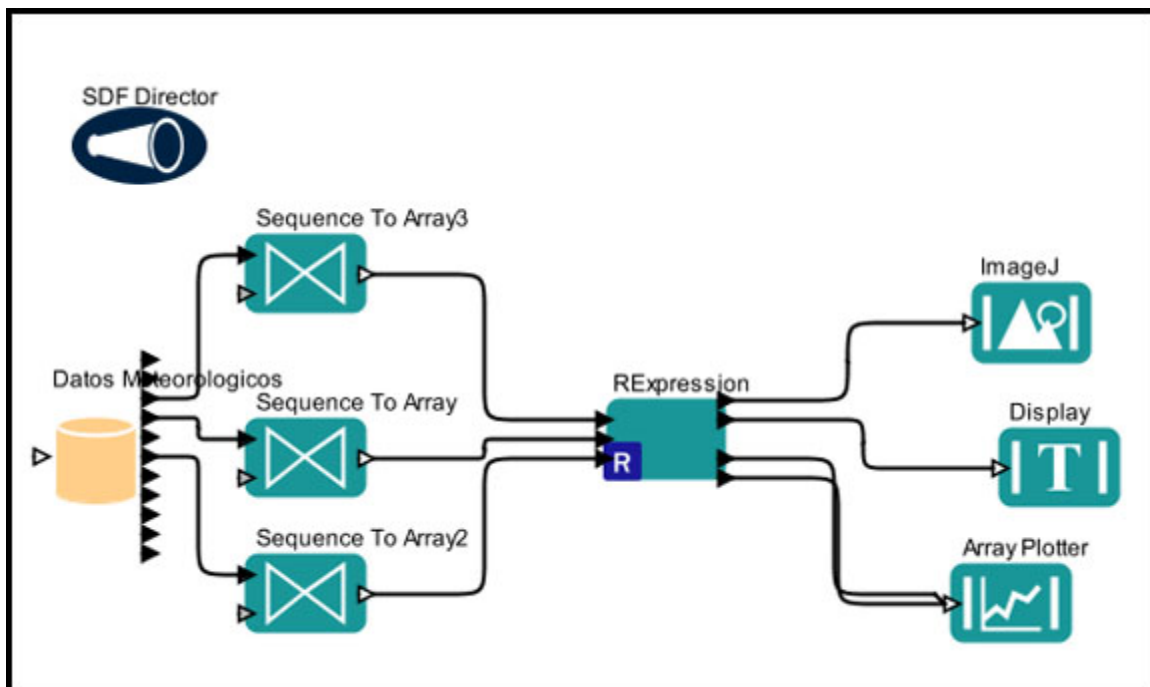 SDF Director
Sequence To Array3
ImageJ
Datos Meteorologicos
Sequence To Array
RExpression
R
Display
T
Sequence To Array2
Array Plotter